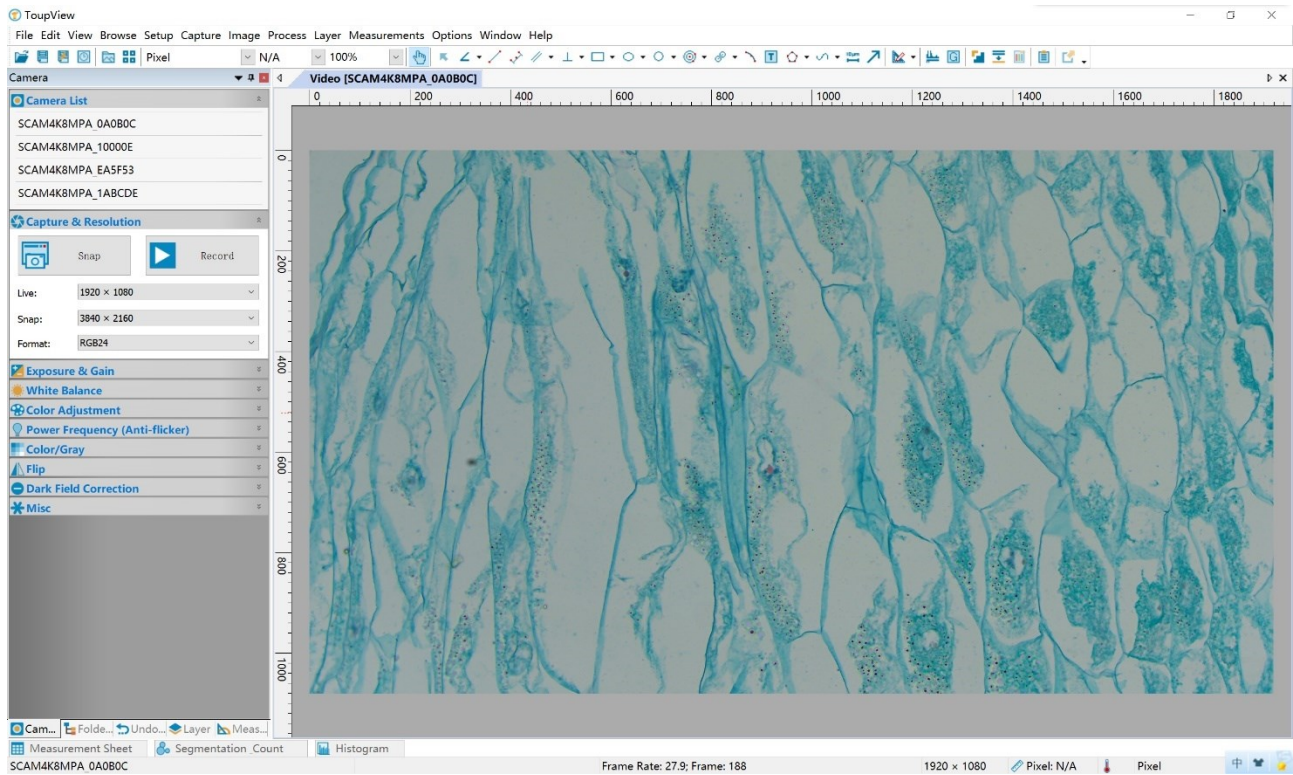 ToupView
File Edit View Browse Setup Capture Image Process Layer Measurements Options Window Help
Pixel N/A 100%
Camera
Video [SCAM4K8MPA_0A0B0C]
Camera List
SCAM4K8MPA_0A0B0C
SCAM4K8MPA_10000E
SCAM4K8MPA_EA5F53
SCAM4K8MPA_1ABCDE
Capture & Resolution
Snap Record
Live: 1920 × 1080
Snap: 3840 × 2160
Format: RGB24
Exposure & Gain
White Balance
Color Adjustment
Power Frequency (Anti-flicker)
Color/Gray
Flip
Dark Field Correction
Misc
0 200 400 600 800 1000 1200 1400 1600 1800
0
200
400
600
800
1000
Cam... Folde... Undo... Layer Meas...
Measurement Sheet Segmentation Count Histogram
SCAM4K8MPA_0A0B0C Frame Rate: 27.9; Frame: 188 1920 × 1080 Pixel: N/A Pixel 中